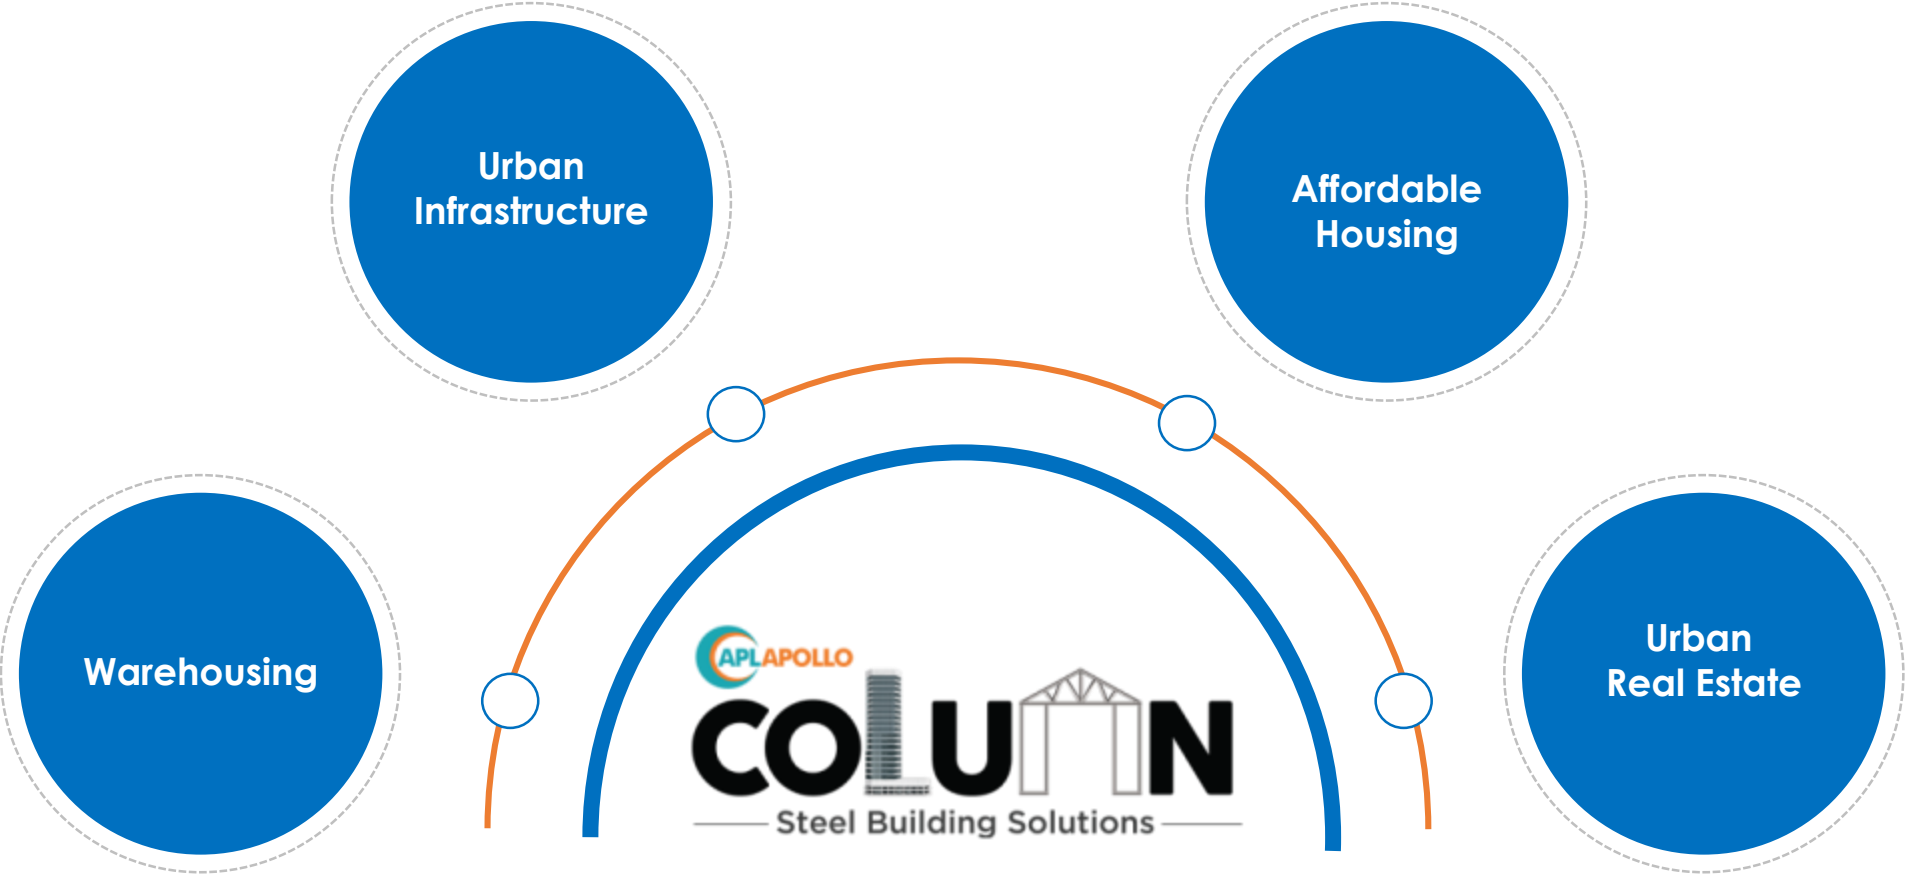 Urban
Infrastructure
Affordable
Housing
Warehousing
Urban
Real Estate
APLAPOLLO
COLUMN
Steel Building Solutions